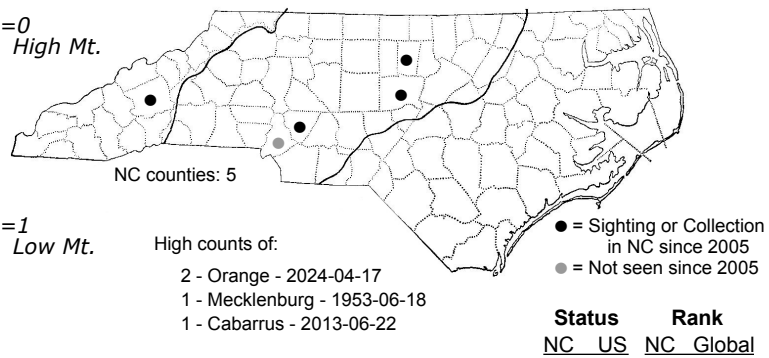 =0
High Mt.
NC counties: 5
=1
Low Mt.
High counts of:
2 - Orange - 2024-04-17
1 - Mecklenburg - 1953-06-18
1 - Cabarrus - 2013-06-22
● = Sighting or Collection
in NC since 2005
● = Not seen since 2005
Status Rank
NC US NC Global